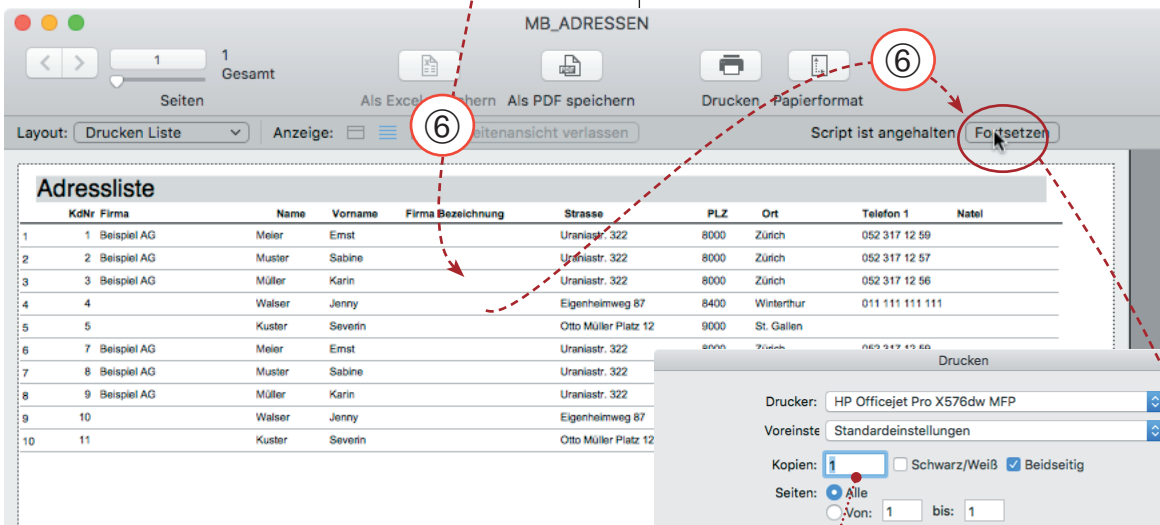 MB_ADRESSEN
1
1
Gesamt
Seiten
Als PDF speichern
Drucken
Papierformat
⑥
Layout: Drucken Liste
Anzeige:
⑥
verlassen
Script ist angehalten
Fortsetzen
Adressliste
KdNr Firma Name Vorname Firma Bezeichnung Strasse PLZ Ort Telefon 1 Natel
1 1 Beispiel AG Meier Ernst Uraniastr. 322 8000 Zürich 052 317 12 59
2 2 Beispiel AG Muster Sabine Uraniastr. 322 8000 Zürich 052 317 12 57
3 3 Beispiel AG Müller Karin Uraniastr. 322 8000 Zürich 052 317 12 56
4 4 Walser Jenny Eigenheimweg 87 8400 Winterthur 011 111 111 111
5 5 Kuster Severin Otto Müller Platz 12 9000 St. Gallen
6 7 Beispiel AG Meier Ernst Uraniastr. 322 8000 Zürich 052 317 12 59
7 8 Beispiel AG Muster Sabine Uraniastr. 322
8 9 Beispiel AG Müller Karin Uraniastr. 322
9 10 Walser Jenny Eigenheimweg 87
10 11 Kuster Severin Otto Müller Platz 12
Drucken
Drucker: HP Officejet Pro X576dw MFP
Voreinste Standardeinstellungen
Kopien: 1 Schwarz/Weiß Beidseitig
Seiten: Alle
Von: 1 bis: 1